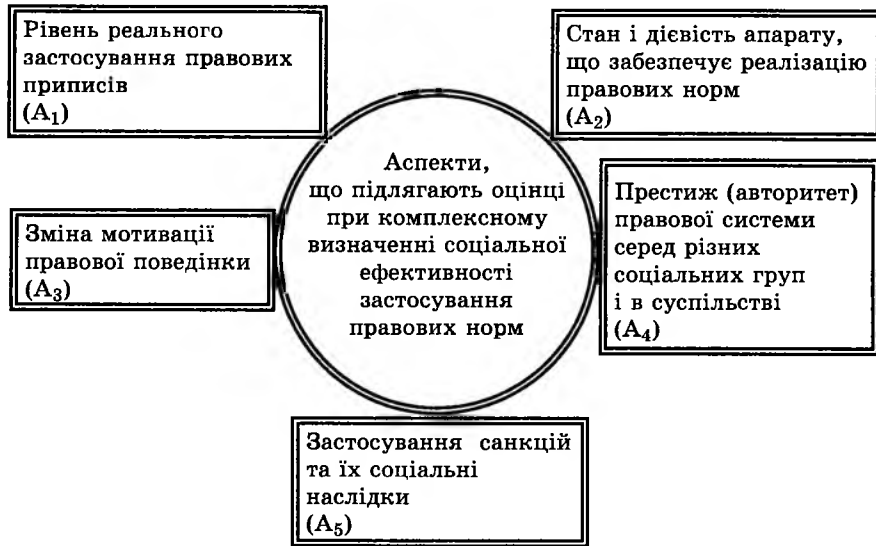 Рівень реального
застосування правових
приписів
(A₁)
Стан і дієвість апарату,
що забезпечує реалізацію
правових норм
(A₂)
Аспекти,
що підлягають оцінці
при комплексному
визначенні соціальної
ефективності
застосування
правових норм
Зміна мотивації
правової поведінки
(A₃)
Престиж (авторитет)
правової системи
серед різних
соціальних груп
і в суспільстві
(A₄)
Застосування санкцій
та їх соціальні
наслідки
(A₅)